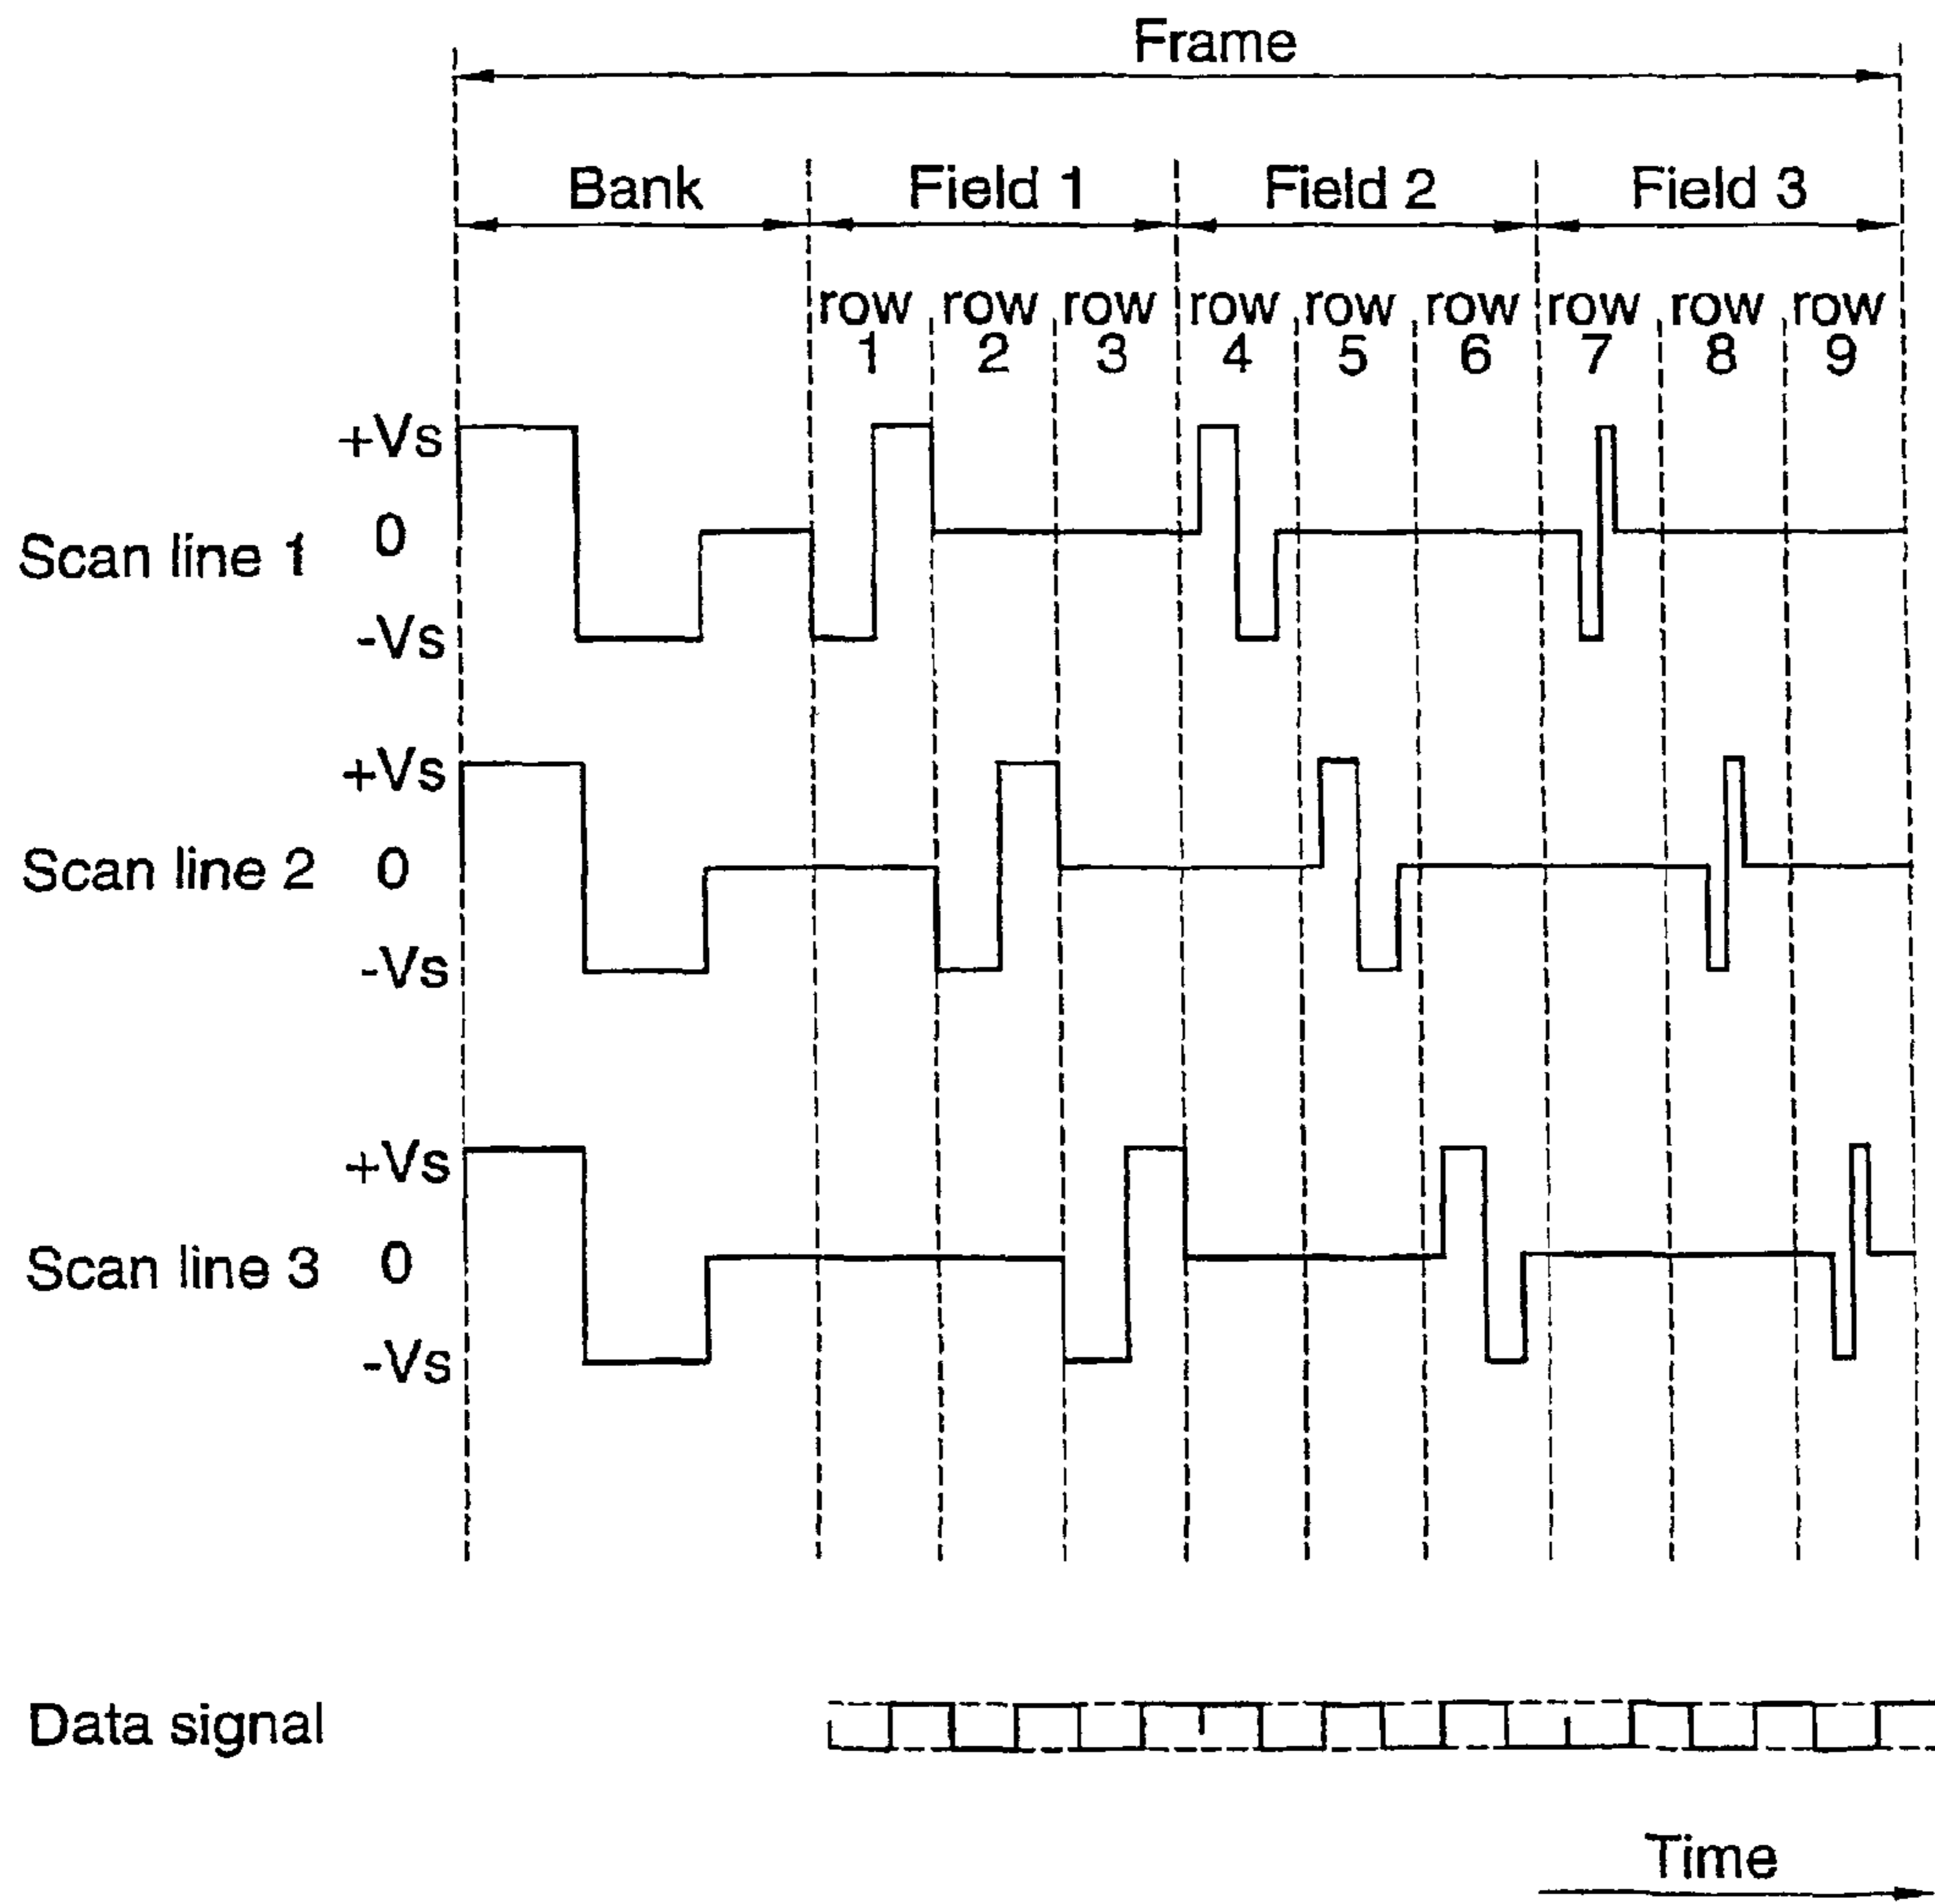 Frame
Bank Field 1 Field 2 Field 3
row row row row row row row row row
1 2 3 4 5 6 7 8 9
+Vs
Scan line 1 0
-Vs
+Vs
Scan line 2 0
-Vs
+Vs
Scan line 3 0
-Vs
Data signal
Time